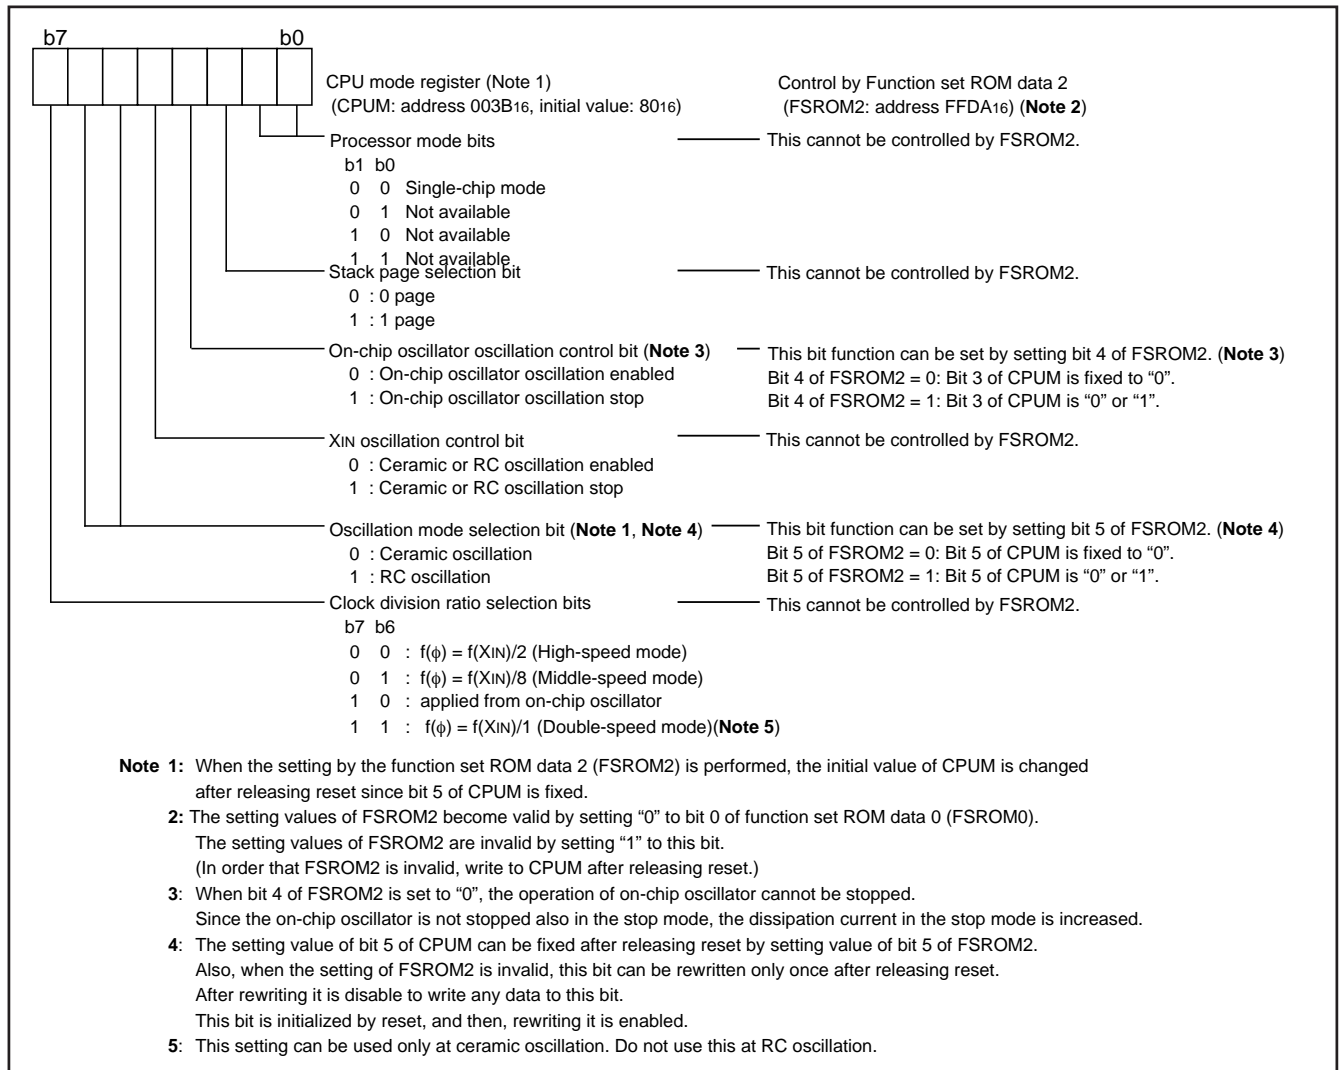 b7 b0
CPU mode register (Note 1) Control by Function set ROM data 2
(CPUM: address 003B16, initial value: 8016) (FSROM2: address FFDA16) (Note 2)
Processor mode bits This cannot be controlled by FSROM2.
b1 b0
0 0 Single-chip mode
0 1 Not available
1 0 Not available
1 1 Not available
Stack page selection bit This cannot be controlled by FSROM2.
0 : 0 page
1 : 1 page
On-chip oscillator oscillation control bit (Note 3) This bit function can be set by setting bit 4 of FSROM2. (Note 3)
0 : On-chip oscillator oscillation enabled Bit 4 of FSROM2 = 0: Bit 3 of CPUM is fixed to “0”.
1 : On-chip oscillator oscillation stop Bit 4 of FSROM2 = 1: Bit 3 of CPUM is “0” or “1”.
XIN oscillation control bit This cannot be controlled by FSROM2.
0 : Ceramic or RC oscillation enabled
1 : Ceramic or RC oscillation stop
Oscillation mode selection bit (Note 1, Note 4) This bit function can be set by setting bit 5 of FSROM2. (Note 4)
0 : Ceramic oscillation Bit 5 of FSROM2 = 0: Bit 5 of CPUM is fixed to “0”.
1 : RC oscillation Bit 5 of FSROM2 = 1: Bit 5 of CPUM is “0” or “1”.
Clock division ratio selection bits This cannot be controlled by FSROM2.
b7 b6
0 0 : f(φ) = f(XIN)/2 (High-speed mode)
0 1 : f(φ) = f(XIN)/8 (Middle-speed mode)
1 0 : applied from on-chip oscillator
1 1 : f(φ) = f(XIN)/1 (Double-speed mode)(Note 5)
Note 1: When the setting by the function set ROM data 2 (FSROM2) is performed, the initial value of CPUM is changed
after releasing reset since bit 5 of CPUM is fixed.
2: The setting values of FSROM2 become valid by setting “0” to bit 0 of function set ROM data 0 (FSROM0).
The setting values of FSROM2 are invalid by setting “1” to this bit.
(In order that FSROM2 is invalid, write to CPUM after releasing reset.)
3: When bit 4 of FSROM2 is set to “0”, the operation of on-chip oscillator cannot be stopped.
Since the on-chip oscillator is not stopped also in the stop mode, the dissipation current in the stop mode is increased.
4: The setting value of bit 5 of CPUM can be fixed after releasing reset by setting value of bit 5 of FSROM2.
Also, when the setting of FSROM2 is invalid, this bit can be rewritten only once after releasing reset.
After rewriting it is disable to write any data to this bit.
This bit is initialized by reset, and then, rewriting it is enabled.
5: This setting can be used only at ceramic oscillation. Do not use this at RC oscillation.